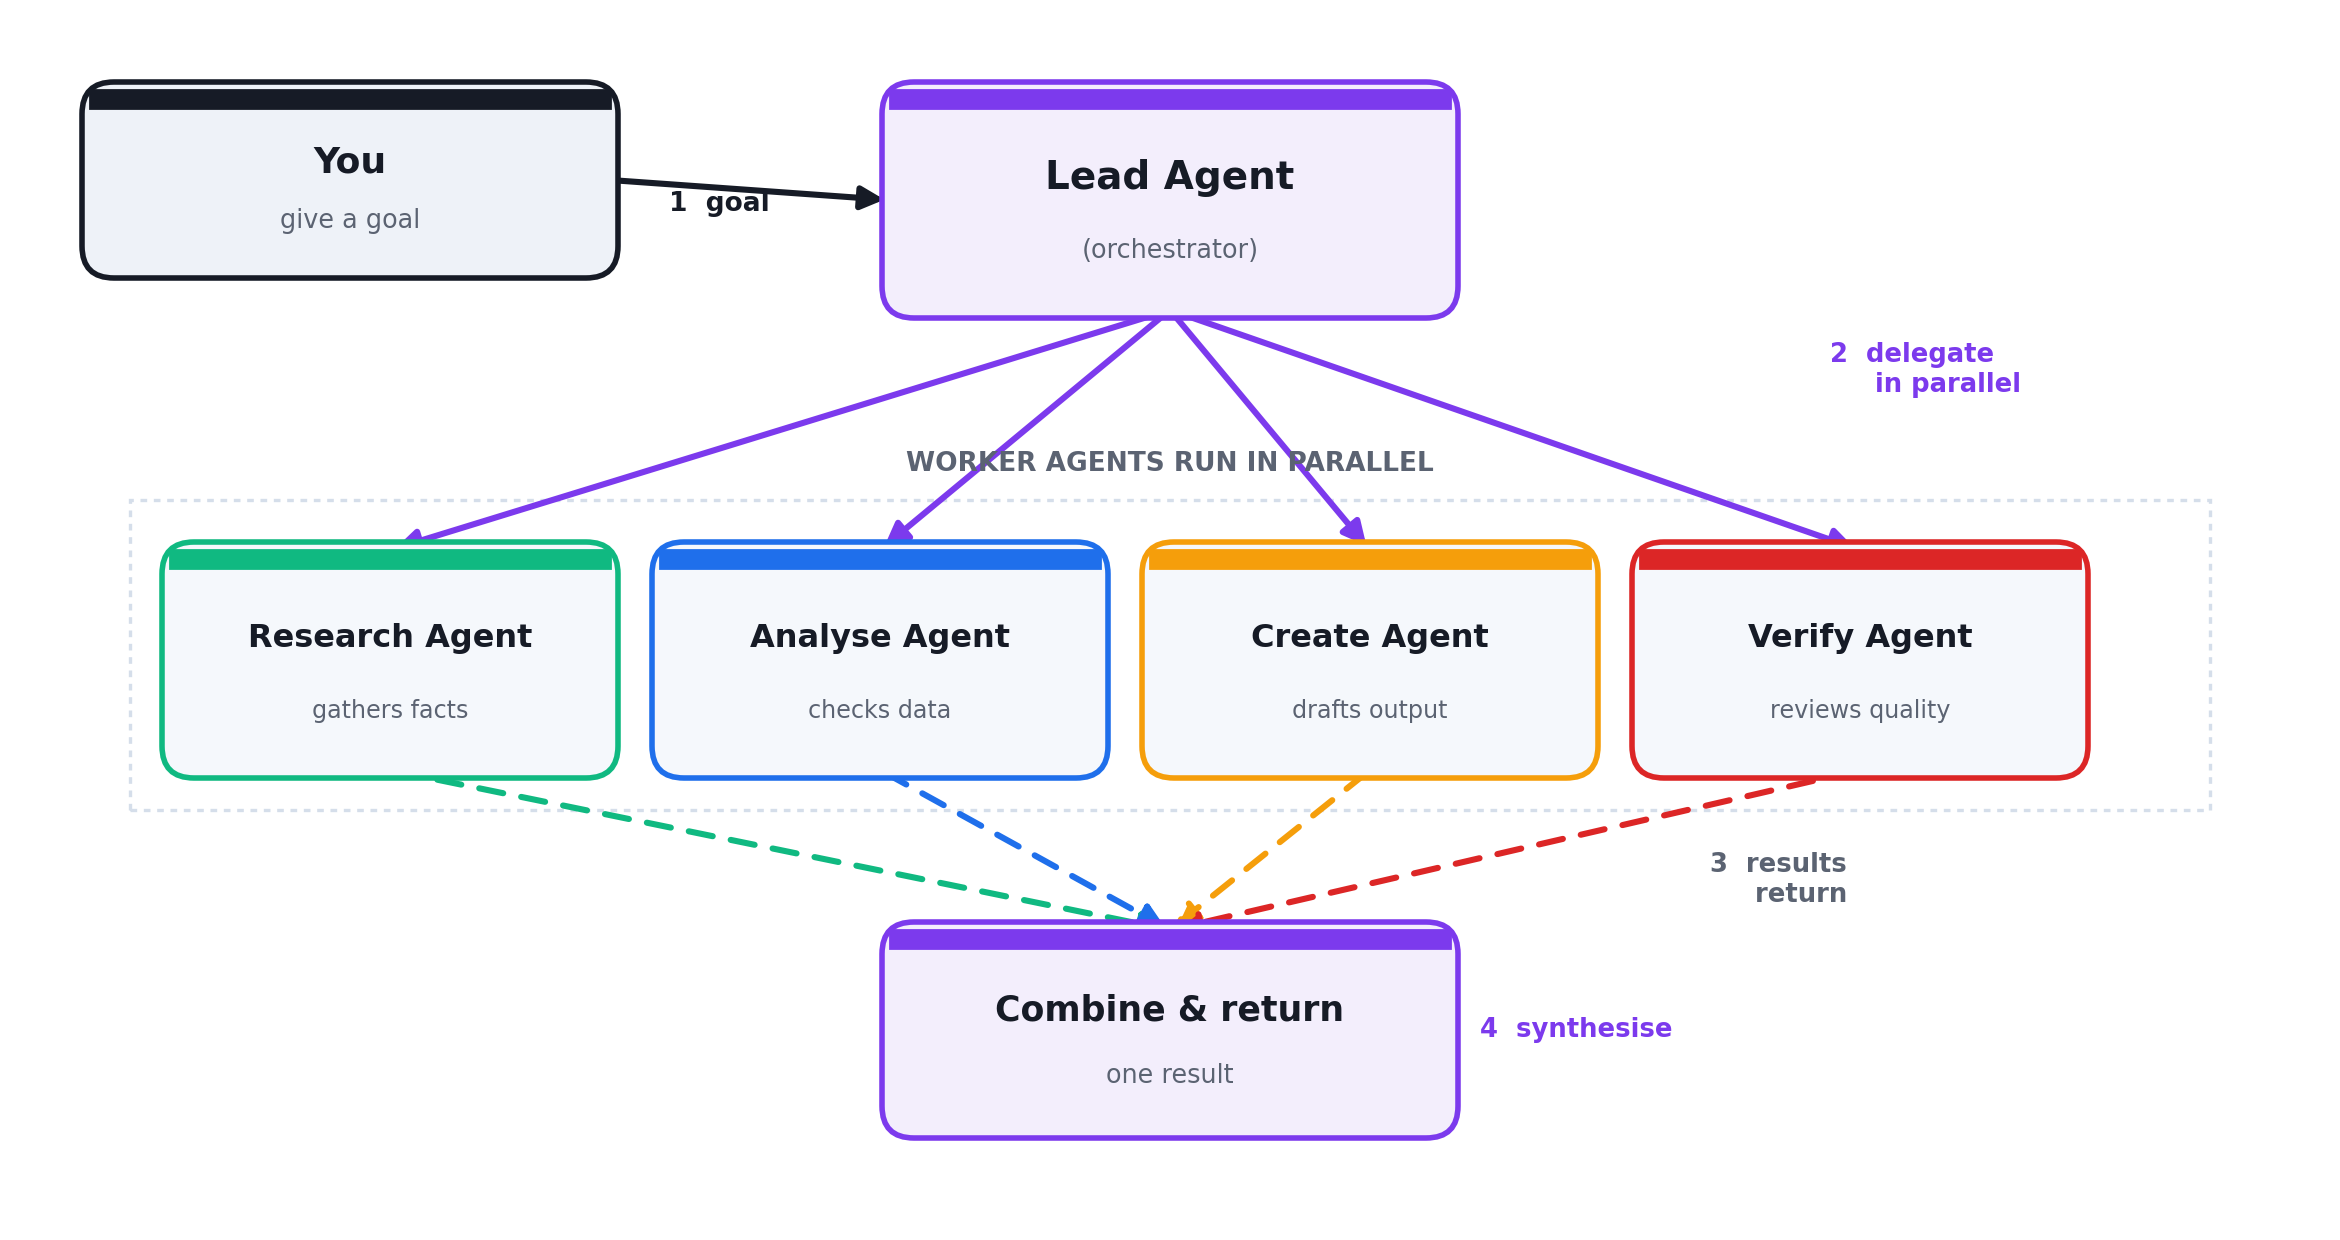 You
give a goal
1  goal
Lead Agent
(orchestrator)
2  delegate
in parallel
WORKER AGENTS RUN IN PARALLEL
Research Agent
gathers facts
Analyse Agent
checks data
Create Agent
drafts output
Verify Agent
reviews quality
3  results
return
Combine & return
one result
4  synthesise